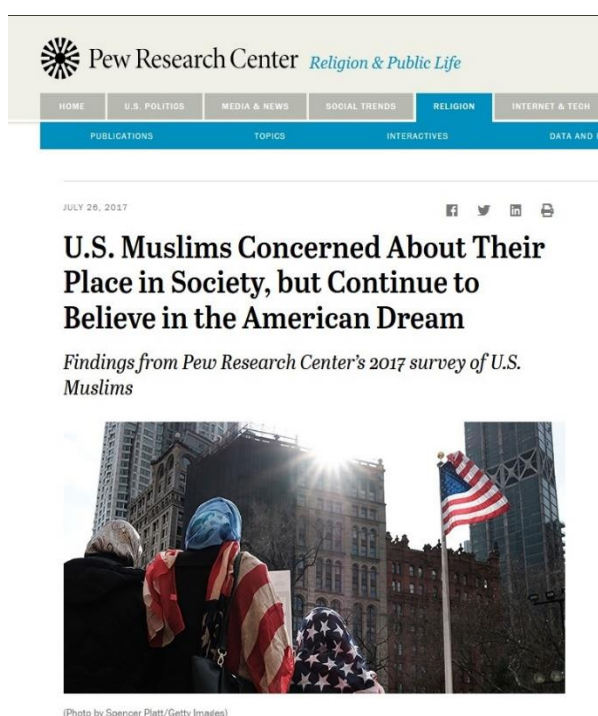 Pew Research Center Religion & Public Life
HOME U.S. POLITICS MEDIA & NEWS SOCIAL TRENDS RELIGION INTERNET & TECH
PUBLICATIONS TOPICS INTERACTIVES DATA AND
JULY 26, 2017
U.S. Muslims Concerned About Their
Place in Society, but Continue to
Believe in the American Dream
Findings from Pew Research Center's 2017 survey of U.S.
Muslims
(Photo by Spencer Platt/Getty Images)